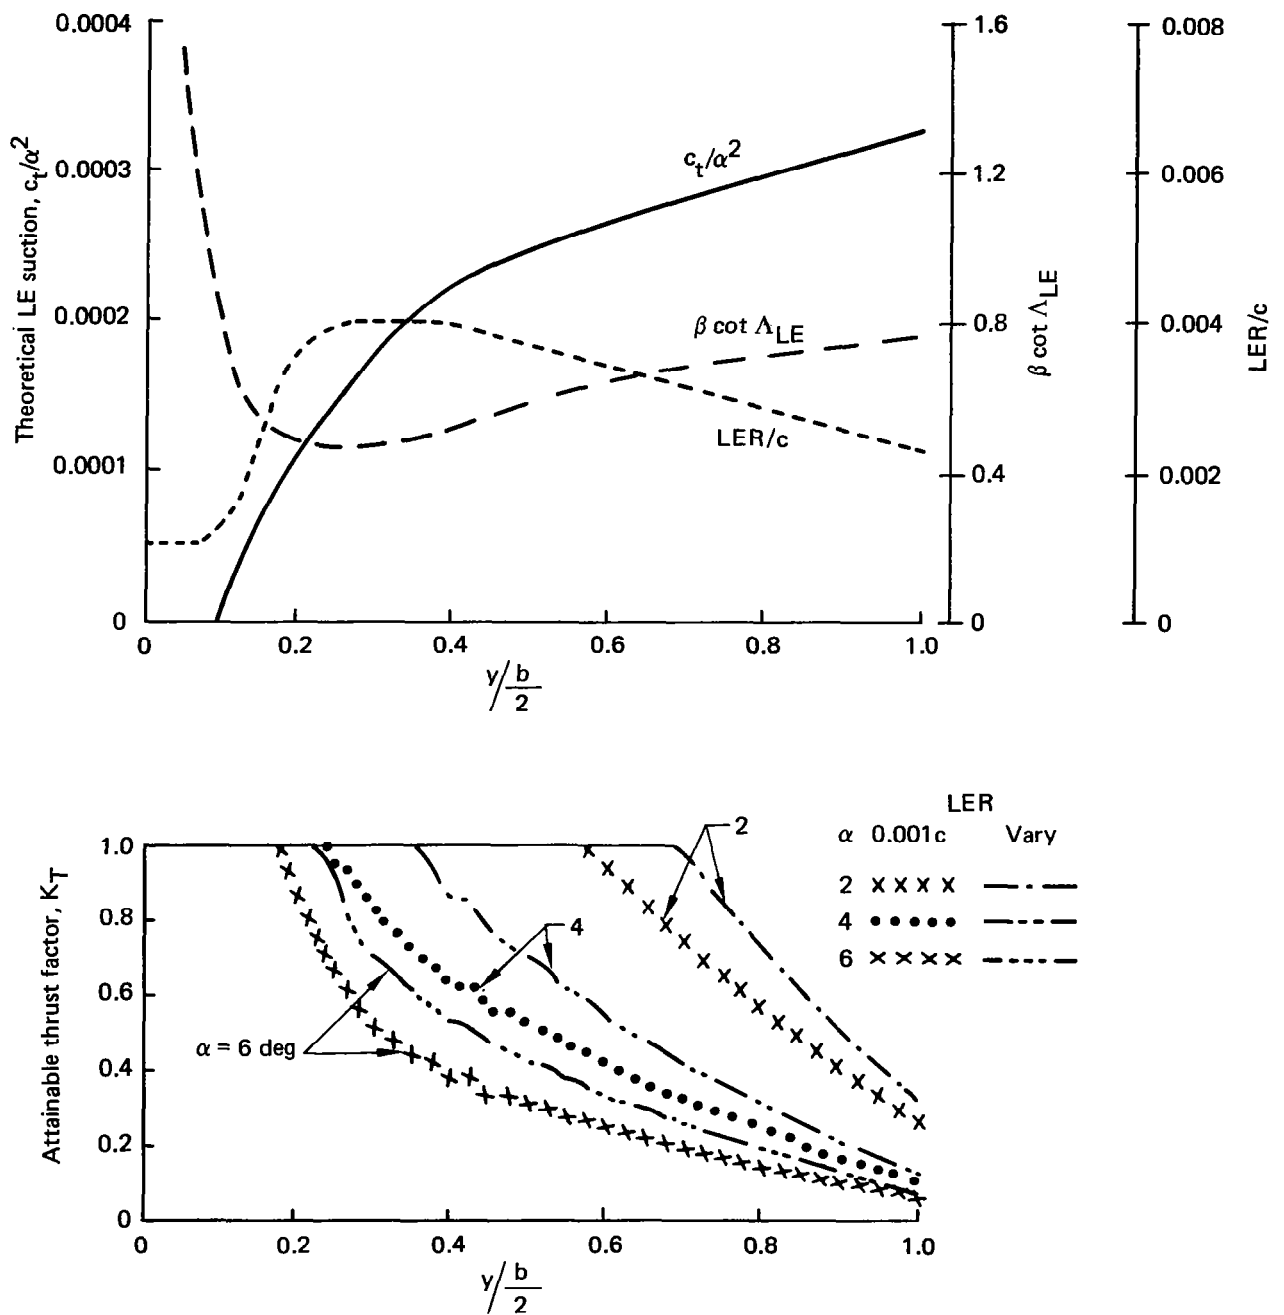 0.0004
0.0003
0.0002
0.0001
0
Theoretical LE suction, c_t/α²
0 0.2 0.4 0.6 0.8 1.0
y/ b/2
c_t/α²
β cot Λ_LE
LER/c
1.6
1.2
0.8
0.4
0
β cot Λ_LE
0.008
0.006
0.004
0.002
0
LER/c
1.0
0.8
0.6
0.4
0.2
0
Attainable thrust factor, K_T
0 0.2 0.4 0.6 0.8 1.0
y/ b/2
2
4
α = 6 deg
LER
α 0.001c Vary
2
4
6